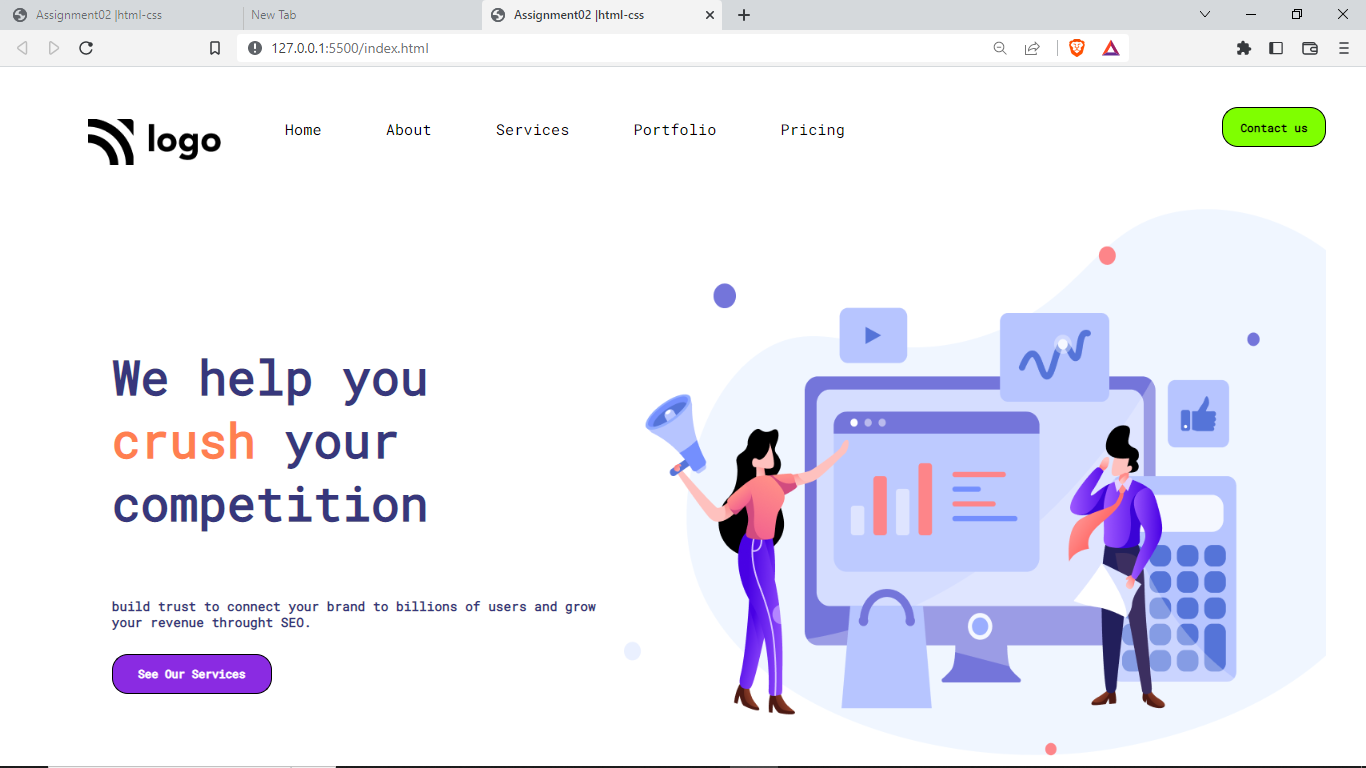 Assignment02 |html-css
New Tab
Assignment02 |html-css
127.0.0.1:5500/index.html
logo
Home
About
Services
Portfolio
Pricing
Contact us
We help you
crush your
competition
build trust to connect your brand to billions of users and grow
your revenue throught SEO.
See Our Services